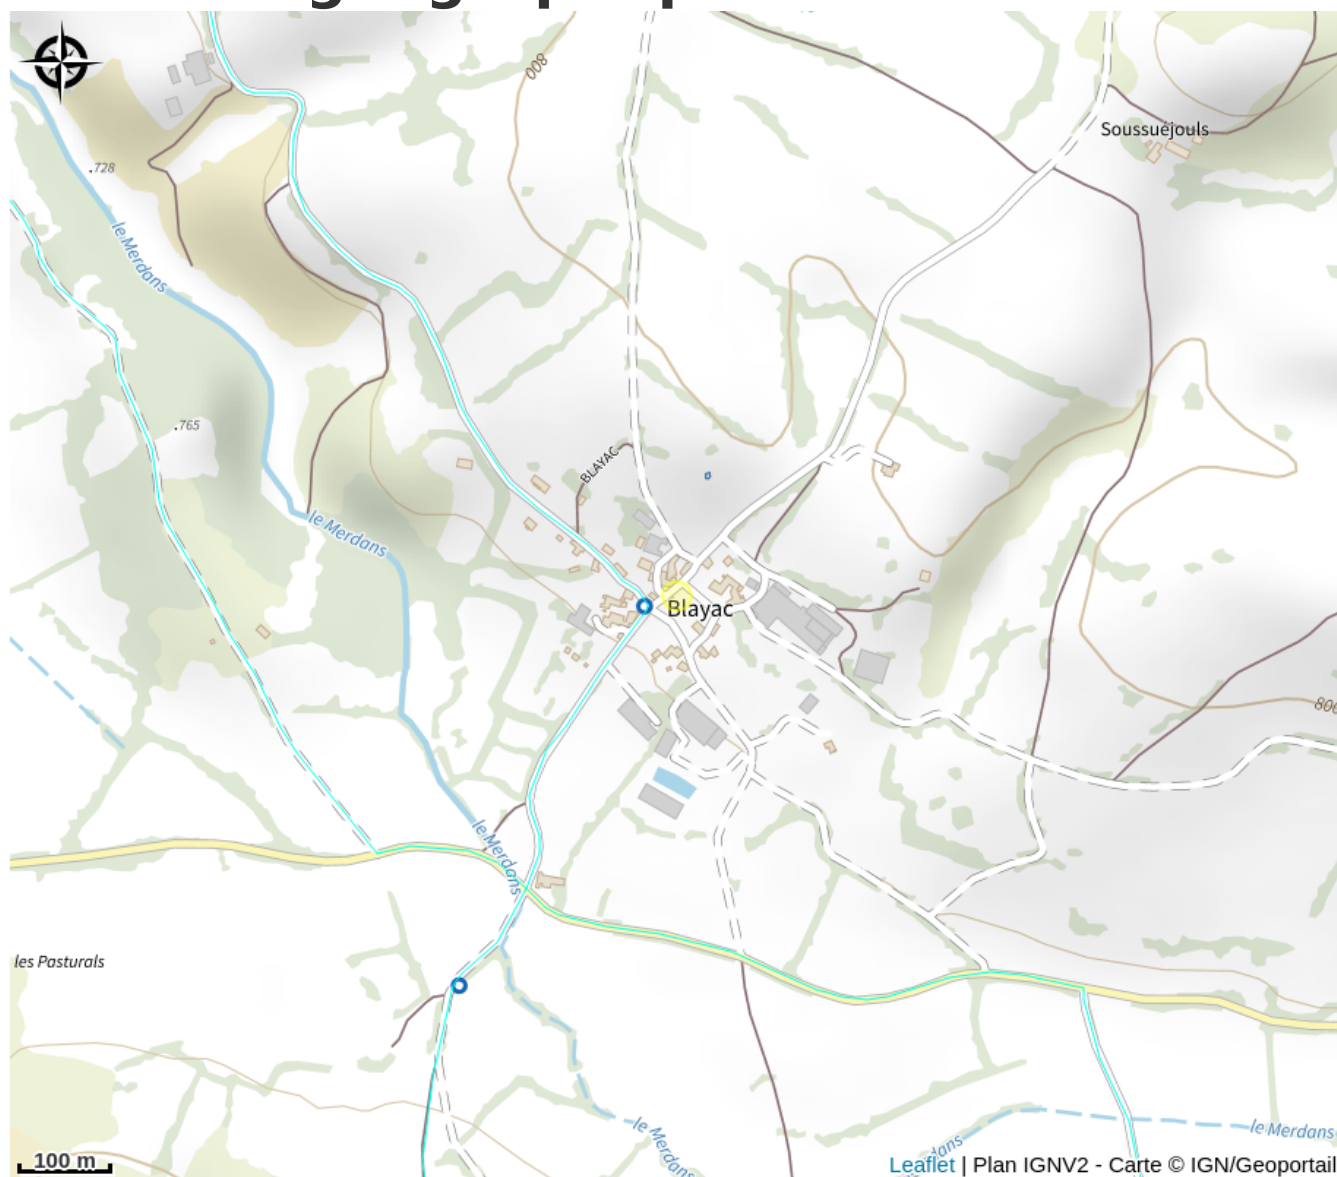 800
Soussuéjouls
.728
le Merdans
.765
BLAYAC
le Merdans
Blayac
800
le Merdans
les Pasturals
le Merdans
le Merdans
100 m
Leaflet | Plan IGNV2 - Carte © IGN/Geoportail